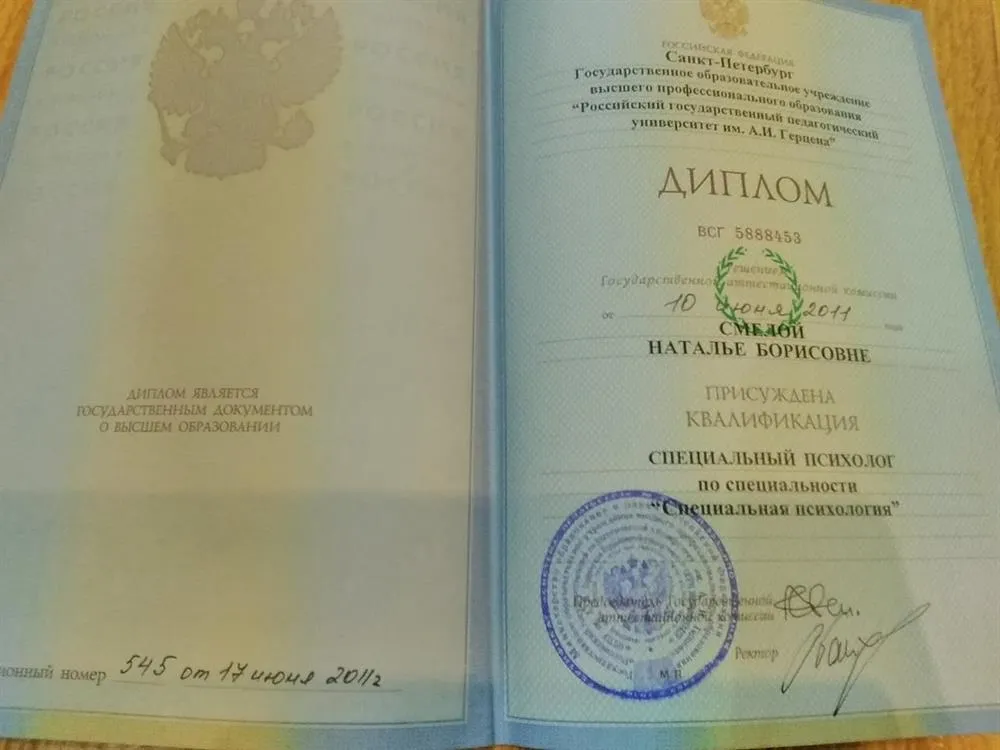 ДИПЛОМ ЯВЛЯЕТСЯ
ГОСУДАРСТВЕННЫМ ДОКУМЕНТОМ
О ВЫСШЕМ ОБРАЗОВАНИИ
ионный номер 545 от 17 июня 2011г
РОССИЙСКАЯ ФЕДЕРАЦИЯ
Санкт-Петербург
Государственное образовательное учреждение
высшего профессионального образования
"Российский государственный педагогический
университет им. А.И. Герцена"
ДИПЛОМ
ВСГ 5888453
Решением
Государственной аттестационной комиссии
от 10 июня 2011 года
СМЕЛОЙ
НАТАЛЬЕ БОРИСОВНЕ
ПРИСУЖДЕНА
КВАЛИФИКАЦИЯ
СПЕЦИАЛЬНЫЙ ПСИХОЛОГ
по специальности
"Специальная психология"
Председатель Государственной
аттестационной комиссии
Ректор
М.П.